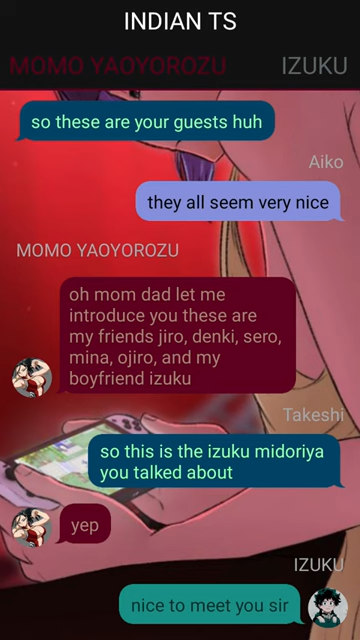 INDIAN TS
MOMO YAOYOROZU IZUKU
so these are your guests huh
Aiko
they all seem very nice
MOMO YAOYOROZU
oh mom dad let me
introduce you these are
my friends jiro, denki, sero,
mina, ojiro, and my
boyfriend izuku
Takeshi
so this is the izuku midoriya
you talked about
yep
IZUKU
nice to meet you sir